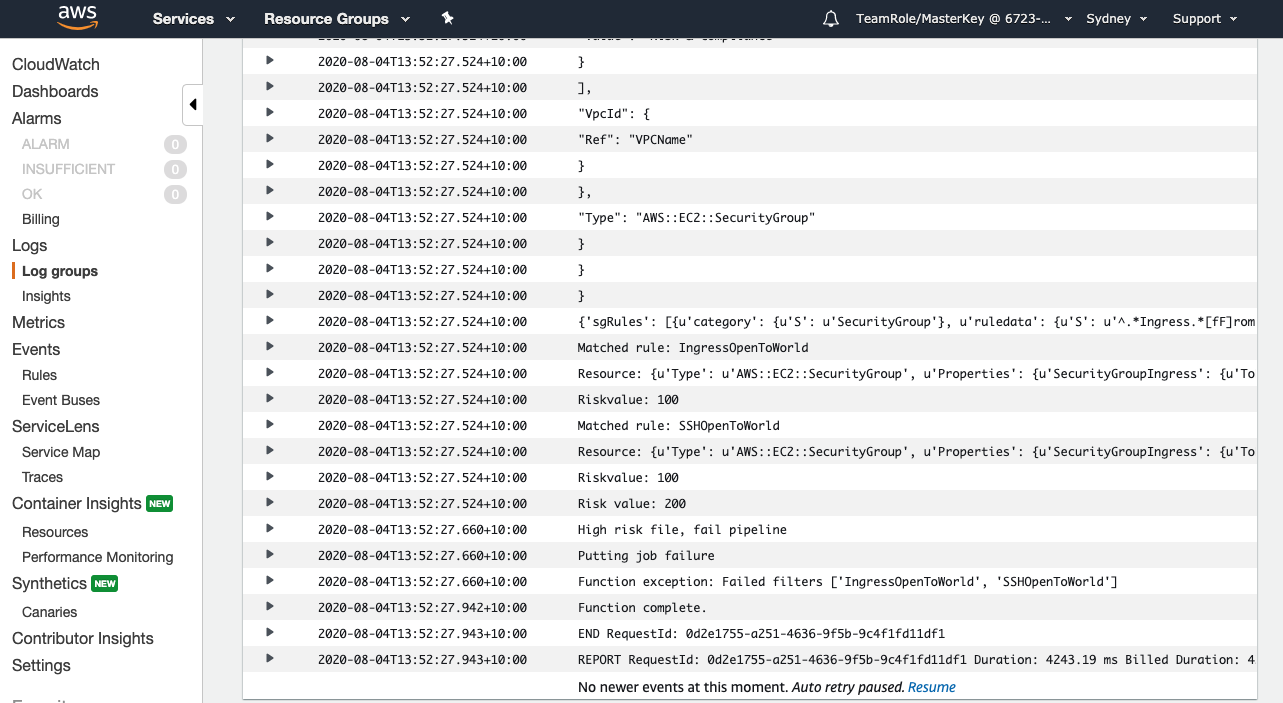 aws Services Resource Groups TeamRole/MasterKey @ 6723-... Sydney Support
CloudWatch
Dashboards
Alarms
ALARM 0
INSUFFICIENT 0
OK 0
Billing
Logs
Log groups
Insights
Metrics
Events
Rules
Event Buses
ServiceLens
Service Map
Traces
Container Insights NEW
Resources
Performance Monitoring
Synthetics NEW
Canaries
Contributor Insights
Settings
2020-08-04T13:52:27.524+10:00 }
2020-08-04T13:52:27.524+10:00 ],
2020-08-04T13:52:27.524+10:00 "VpcId": {
2020-08-04T13:52:27.524+10:00 "Ref": "VPCName"
2020-08-04T13:52:27.524+10:00 }
2020-08-04T13:52:27.524+10:00 },
2020-08-04T13:52:27.524+10:00 "Type": "AWS::EC2::SecurityGroup"
2020-08-04T13:52:27.524+10:00 }
2020-08-04T13:52:27.524+10:00 }
2020-08-04T13:52:27.524+10:00 }
2020-08-04T13:52:27.524+10:00 {'sgRules': [{u'category': {u'S': u'SecurityGroup'}, u'ruledata': {u'S': u'^.*Ingress.*[fF]rom
2020-08-04T13:52:27.524+10:00 Matched rule: IngressOpenToWorld
2020-08-04T13:52:27.524+10:00 Resource: {u'Type': u'AWS::EC2::SecurityGroup', u'Properties': {u'SecurityGroupIngress': {u'To
2020-08-04T13:52:27.524+10:00 Riskvalue: 100
2020-08-04T13:52:27.524+10:00 Matched rule: SSHOpenToWorld
2020-08-04T13:52:27.524+10:00 Resource: {u'Type': u'AWS::EC2::SecurityGroup', u'Properties': {u'SecurityGroupIngress': {u'To
2020-08-04T13:52:27.524+10:00 Riskvalue: 100
2020-08-04T13:52:27.524+10:00 Risk value: 200
2020-08-04T13:52:27.660+10:00 High risk file, fail pipeline
2020-08-04T13:52:27.660+10:00 Putting job failure
2020-08-04T13:52:27.660+10:00 Function exception: Failed filters ['IngressOpenToWorld', 'SSHOpenToWorld']
2020-08-04T13:52:27.942+10:00 Function complete.
2020-08-04T13:52:27.943+10:00 END RequestId: 0d2e1755-a251-4636-9f5b-9c4f1fd11df1
2020-08-04T13:52:27.943+10:00 REPORT RequestId: 0d2e1755-a251-4636-9f5b-9c4f1fd11df1 Duration: 4243.19 ms Billed Duration: 4
No newer events at this moment. Auto retry paused. Resume